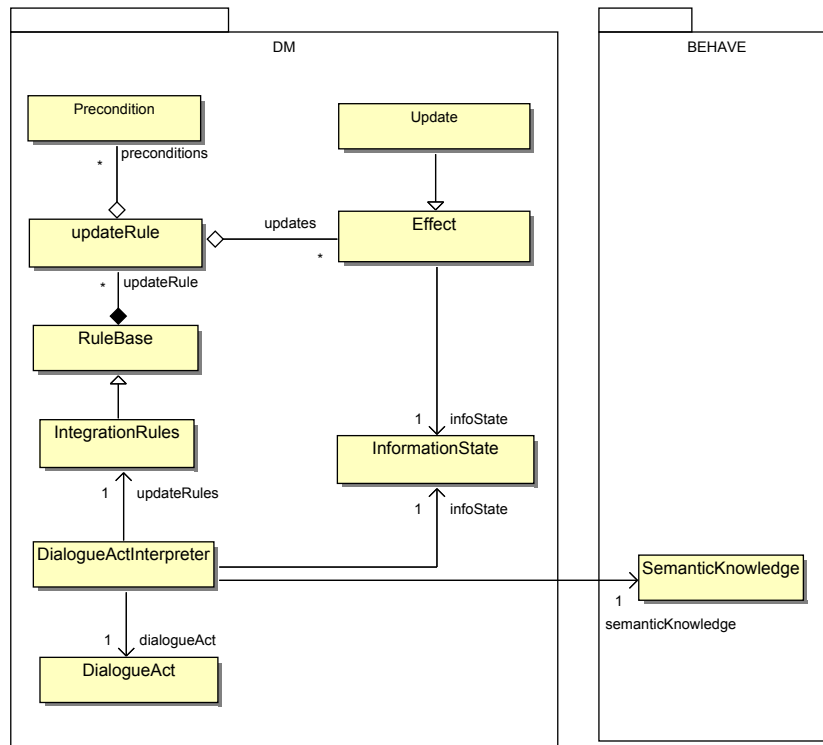 DM
BEHAVE
Precondition
Update
preconditions
*
updateRule
updates
Effect
*
updateRule
*
RuleBase
IntegrationRules
1 infoState
InformationState
1 updateRules
1 infoState
DialogueActInterpreter
SemanticKnowledge
1
semanticKnowledge
1 dialogueAct
DialogueAct